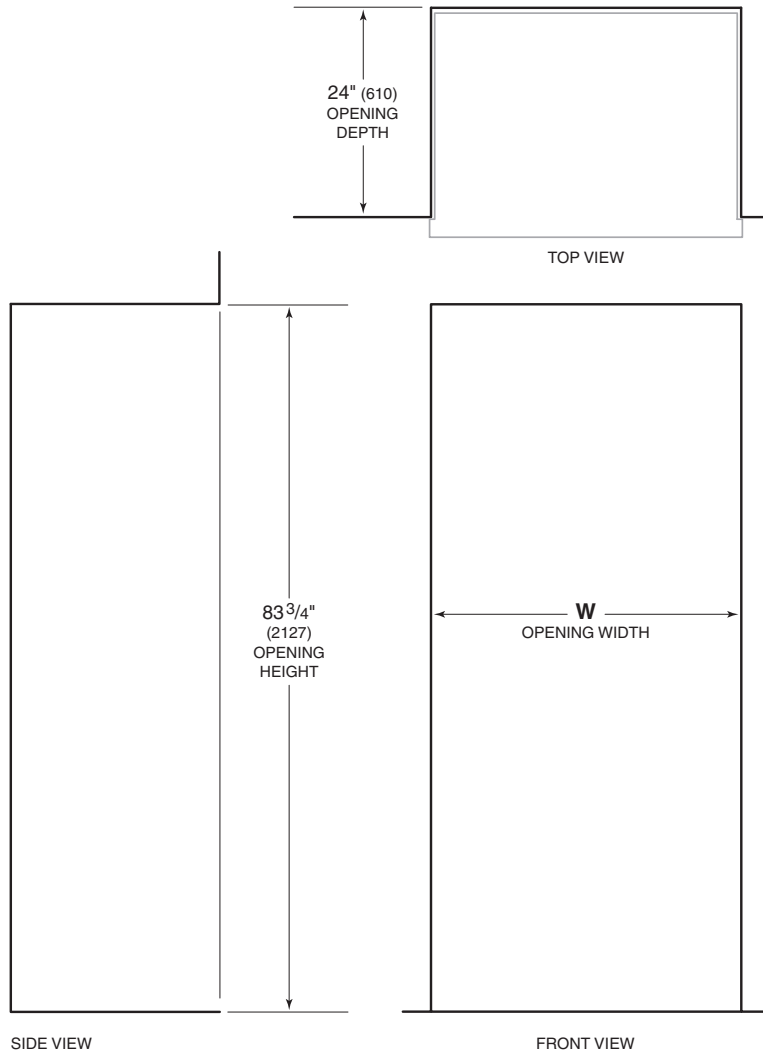 24" (610)
OPENING
DEPTH
TOP VIEW
83 3/4"
(2127)
OPENING
HEIGHT
W
OPENING WIDTH
SIDE VIEW
FRONT VIEW